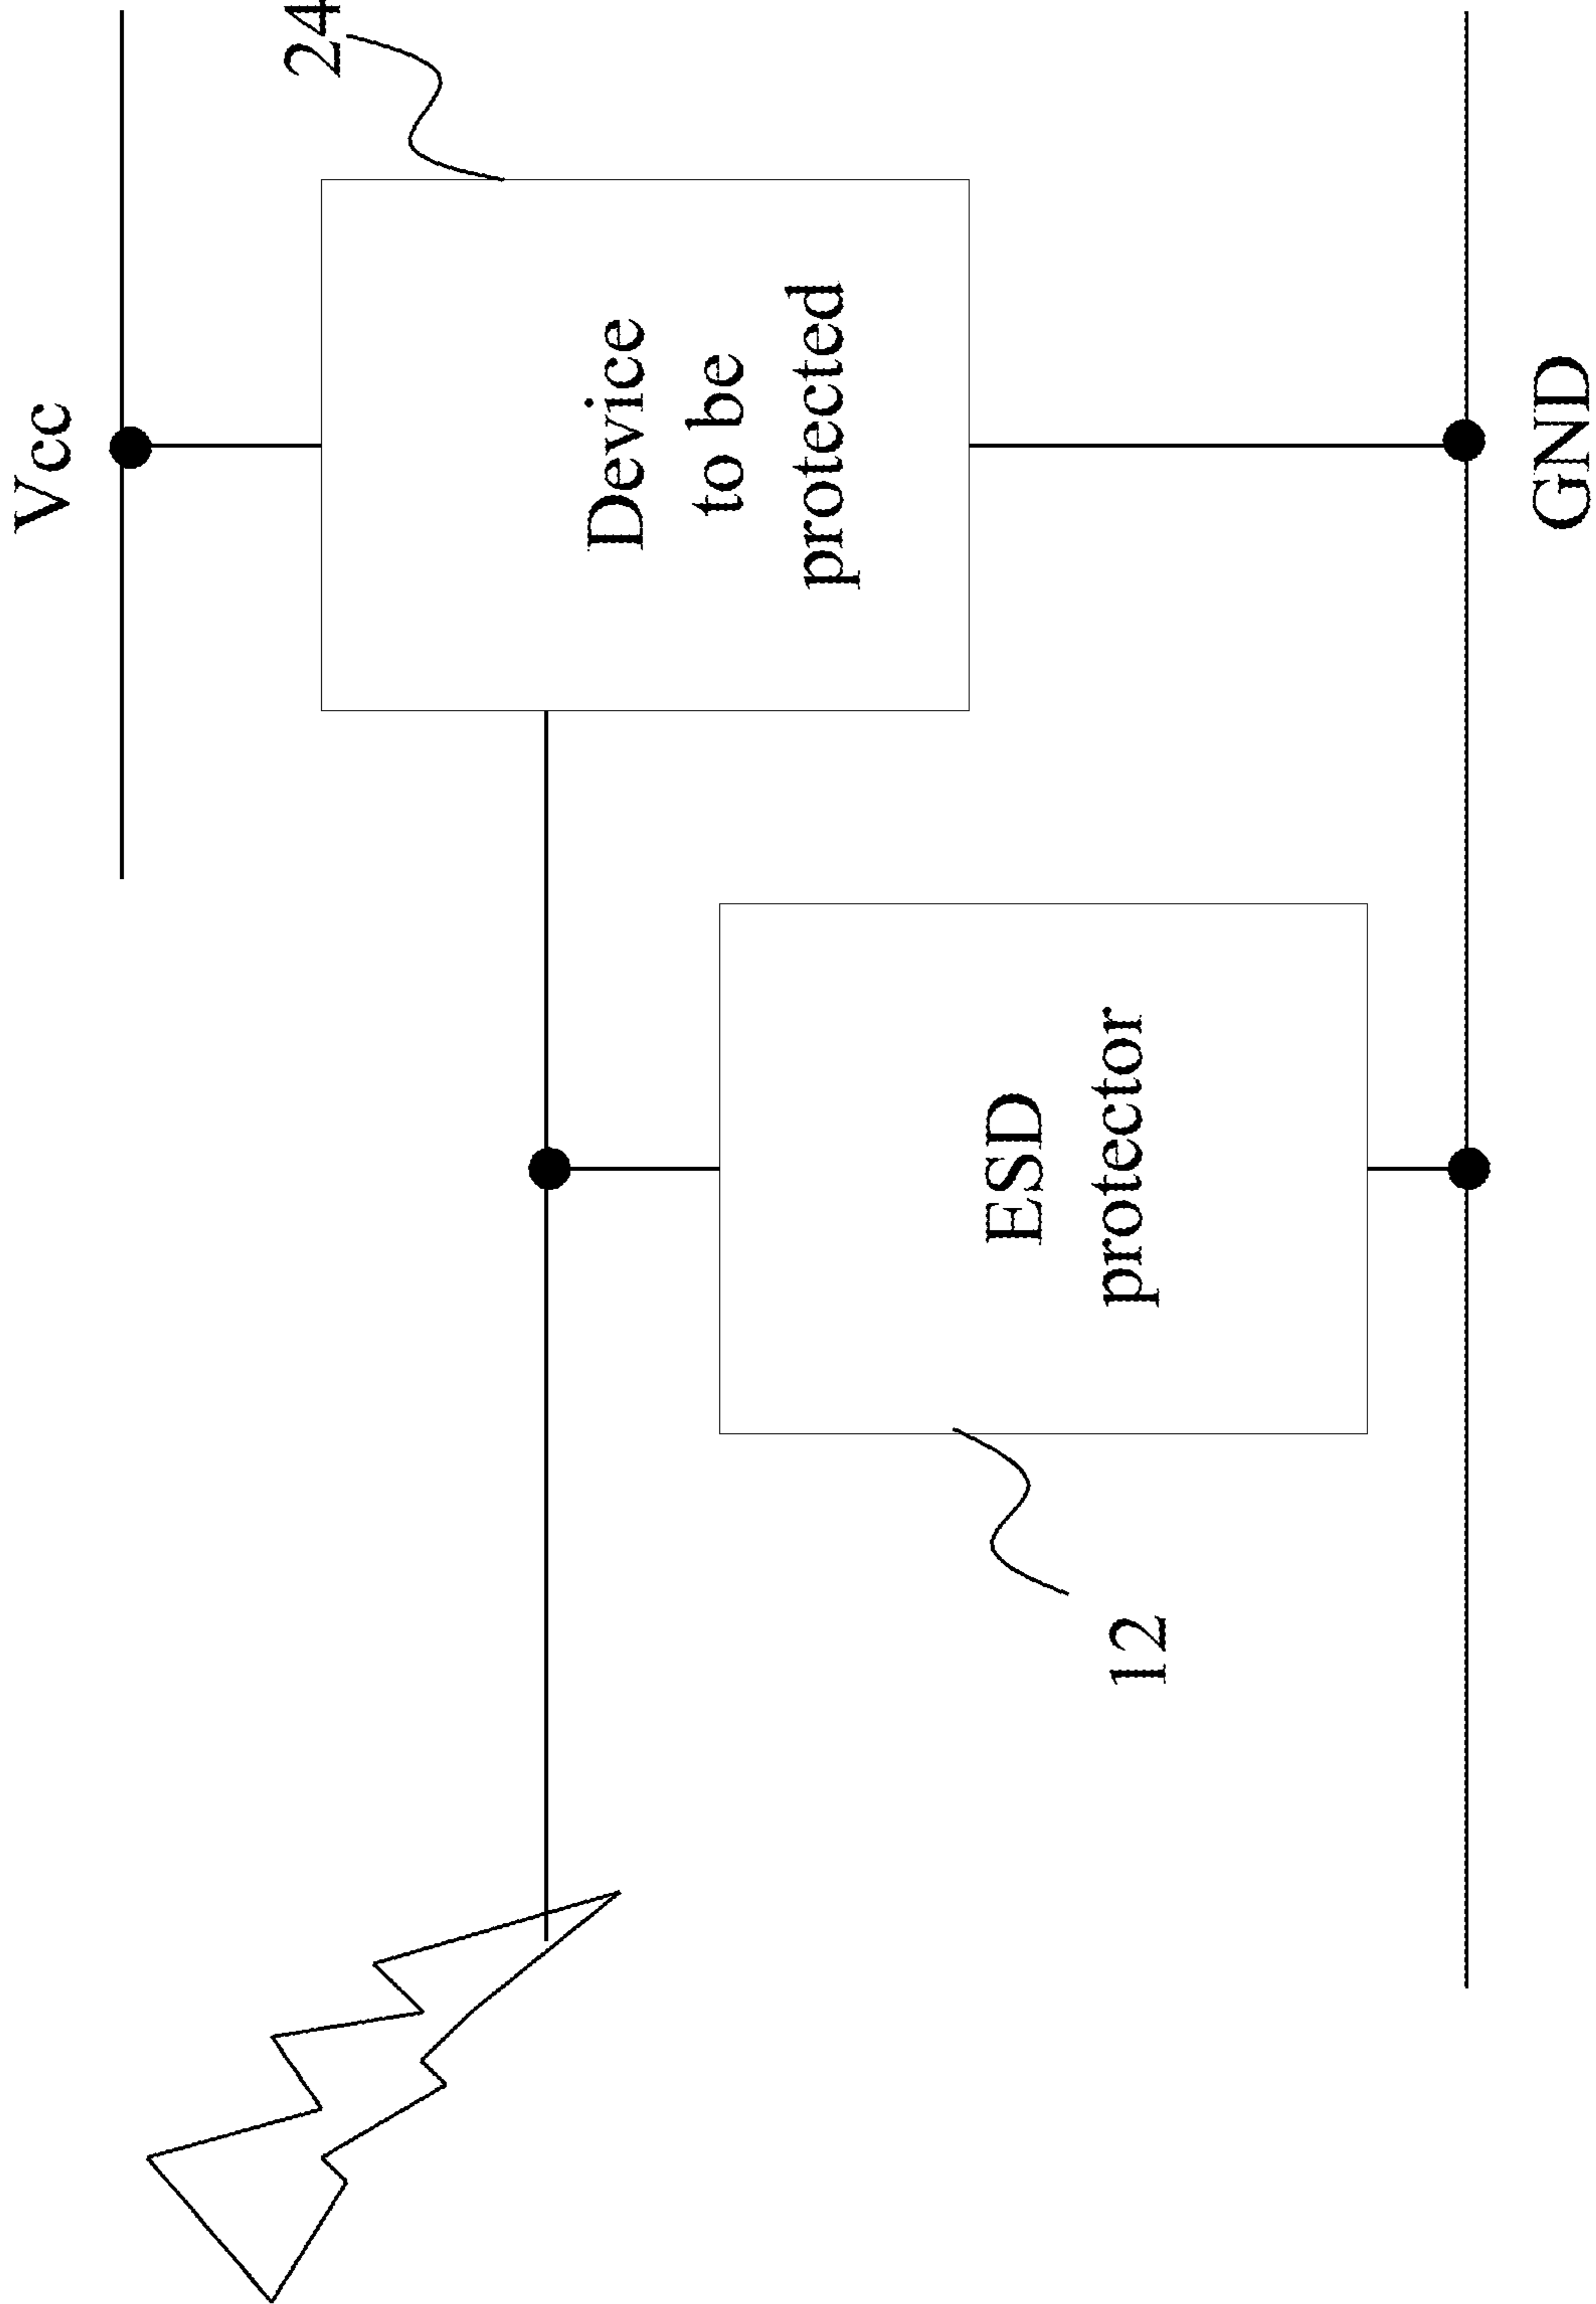 Vcc
24
Device
to be
protected
ESD
protector
12
GND